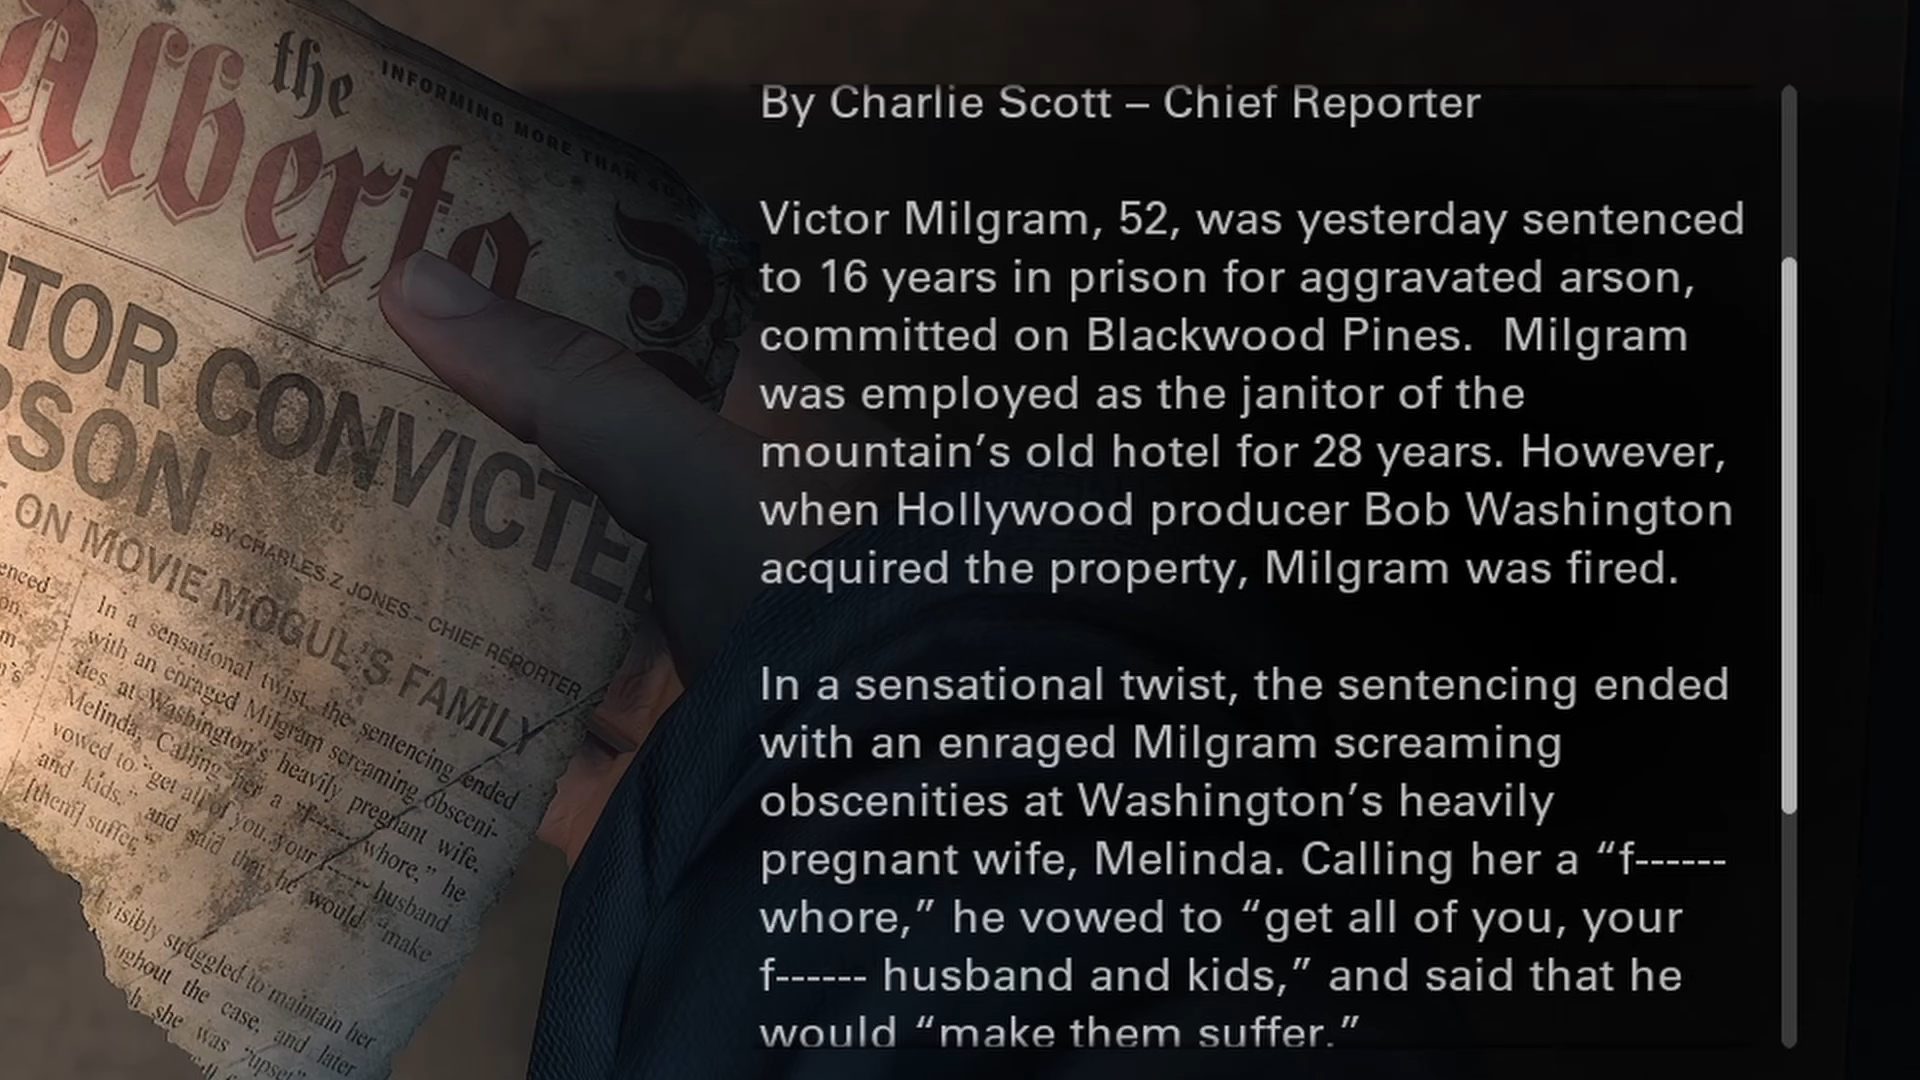 the
Alberta
INFORMING MORE THAN
TOR CONVICTED
SON
ON MOVIE MOGUL'S FAMILY
BY CHARLES Z JONES - CHIEF REPORTER
enced
on,
m
In a sensational twist, the sentencing ended
with an enraged Milgram screaming obsceni-
ties at Washington's heavily pregnant wife,
Melinda. Calling her a "f------ whore," he
vowed to "get all of you, your f------ husband
and kids," and said that he would "make
[them] suffer."
visibly struggled to maintain her
ughout the case, and later
she was "upset"
By Charlie Scott – Chief Reporter
Victor Milgram, 52, was yesterday sentenced
to 16 years in prison for aggravated arson,
committed on Blackwood Pines.  Milgram
was employed as the janitor of the
mountain’s old hotel for 28 years. However,
when Hollywood producer Bob Washington
acquired the property, Milgram was fired.
In a sensational twist, the sentencing ended
with an enraged Milgram screaming
obscenities at Washington’s heavily
pregnant wife, Melinda. Calling her a “f------
whore,” he vowed to “get all of you, your
f------ husband and kids,” and said that he
would “make them suffer.”